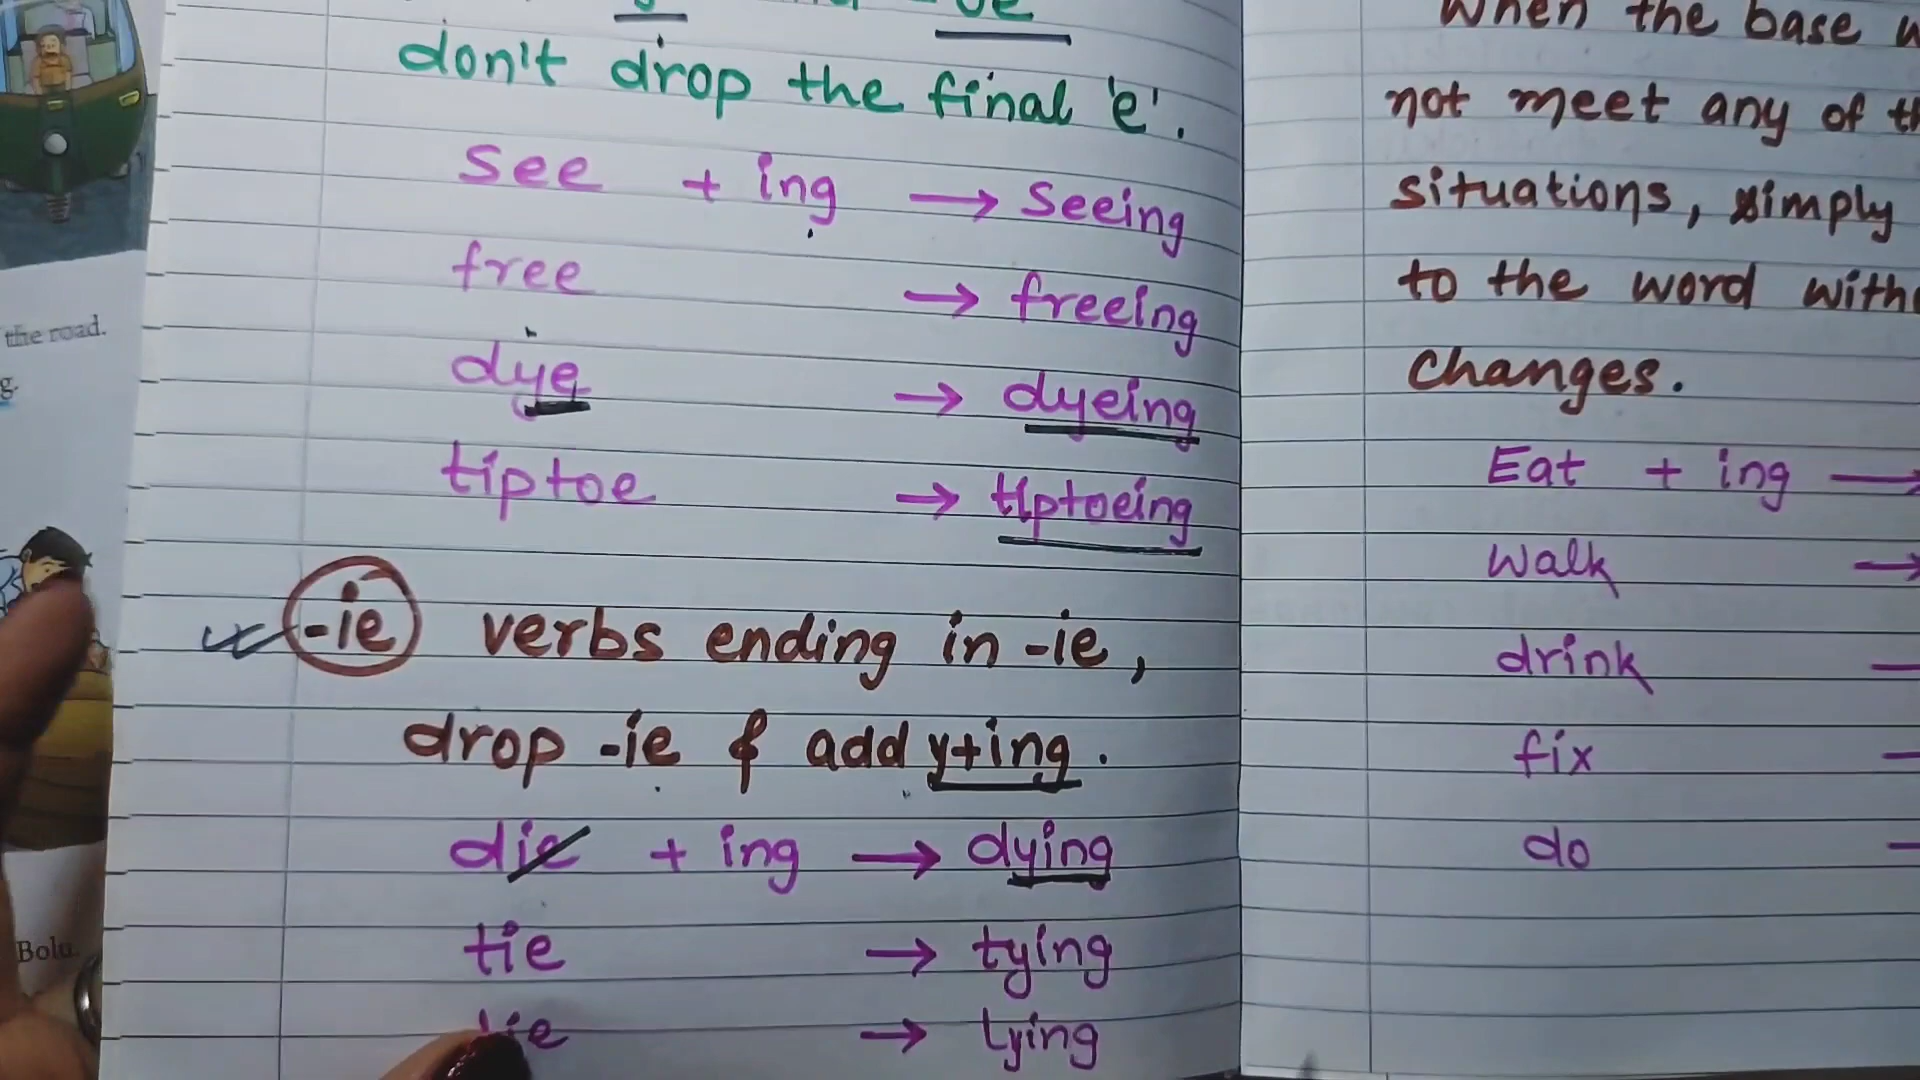 don't drop the final 'e'.
see + ing → Seeing
free → freeing
dye → dyeing
tiptoe → tiptoeing
-ie verbs ending in -ie,
drop -ie & add y+ing.
die + ing → dying
tie → tying
lie → lying
When the base
not meet any of
situations, simply
to the word
changes.
Eat + ing →
Walk →
drink
fix
do
the road.
g.
Bolu.